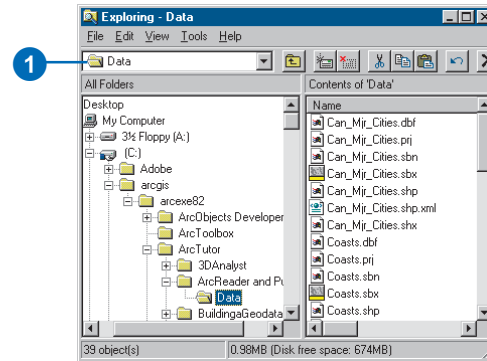 Exploring - Data
File Edit View Tools Help
1
Data
All Folders
Contents of 'Data'
Desktop
My Computer
3½ Floppy (A:)
(C:)
Adobe
arcgis
arcexe82
ArcObjects Developer
ArcToolbox
ArcTutor
3DAnalyst
ArcReader and Pu
Data
BuildingaGeodata
Name
Can_Mjr_Cities.dbf
Can_Mjr_Cities.prj
Can_Mjr_Cities.sbn
Can_Mjr_Cities.sbx
Can_Mjr_Cities.shp
Can_Mjr_Cities.shp.xml
Can_Mjr_Cities.shx
Coasts.dbf
Coasts.prj
Coasts.sbn
Coasts.sbx
Coasts.shp
39 object(s)
0.98MB (Disk free space: 674MB)